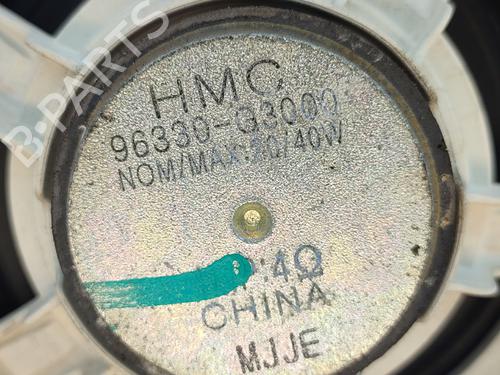 B-PARTS
HMC
96330-G3000
NOM/MAX:20/40W
:4Ω
CHINA
MJJE